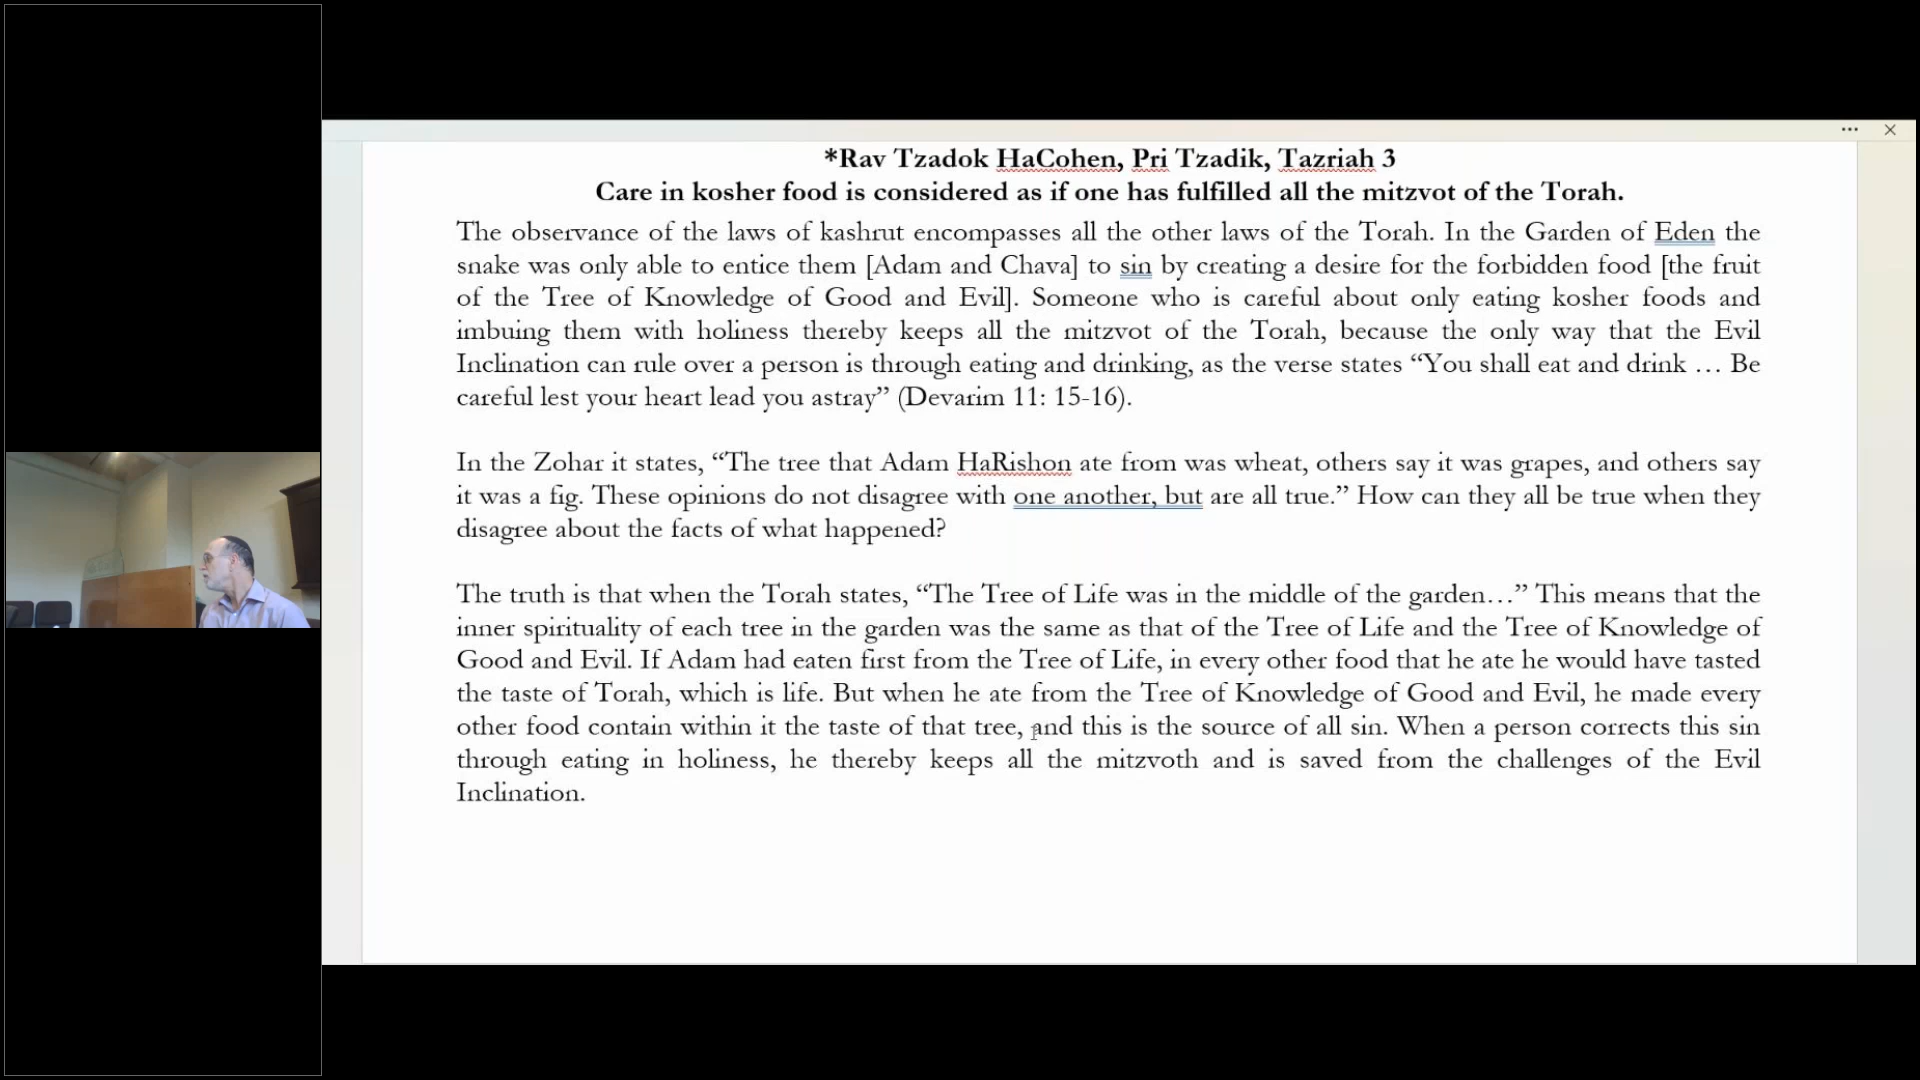 *Rav Tzadok HaCohen, Pri Tzadik, Tazriah 3
Care in kosher food is considered as if one has fulfilled all the mitzvot of the Torah.
The observance of the laws of kashrut encompasses all the other laws of the Torah. In the Garden of Eden the
snake was only able to entice them [Adam and Chava] to sin by creating a desire for the forbidden food [the fruit
of the Tree of Knowledge of Good and Evil]. Someone who is careful about only eating kosher foods and
imbuing them with holiness thereby keeps all the mitzvot of the Torah, because the only way that the Evil
Inclination can rule over a person is through eating and drinking, as the verse states “You shall eat and drink … Be
careful lest your heart lead you astray” (Devarim 11: 15-16).
In the Zohar it states, “The tree that Adam HaRishon ate from was wheat, others say it was grapes, and others say
it was a fig. These opinions do not disagree with one another, but are all true.” How can they all be true when they
disagree about the facts of what happened?
The truth is that when the Torah states, “The Tree of Life was in the middle of the garden…” This means that the
inner spirituality of each tree in the garden was the same as that of the Tree of Life and the Tree of Knowledge of
Good and Evil. If Adam had eaten first from the Tree of Life, in every other food that he ate he would have tasted
the taste of Torah, which is life. But when he ate from the Tree of Knowledge of Good and Evil, he made every
other food contain within it the taste of that tree, and this is the source of all sin. When a person corrects this sin
through eating in holiness, he thereby keeps all the mitzvoth and is saved from the challenges of the Evil
Inclination.